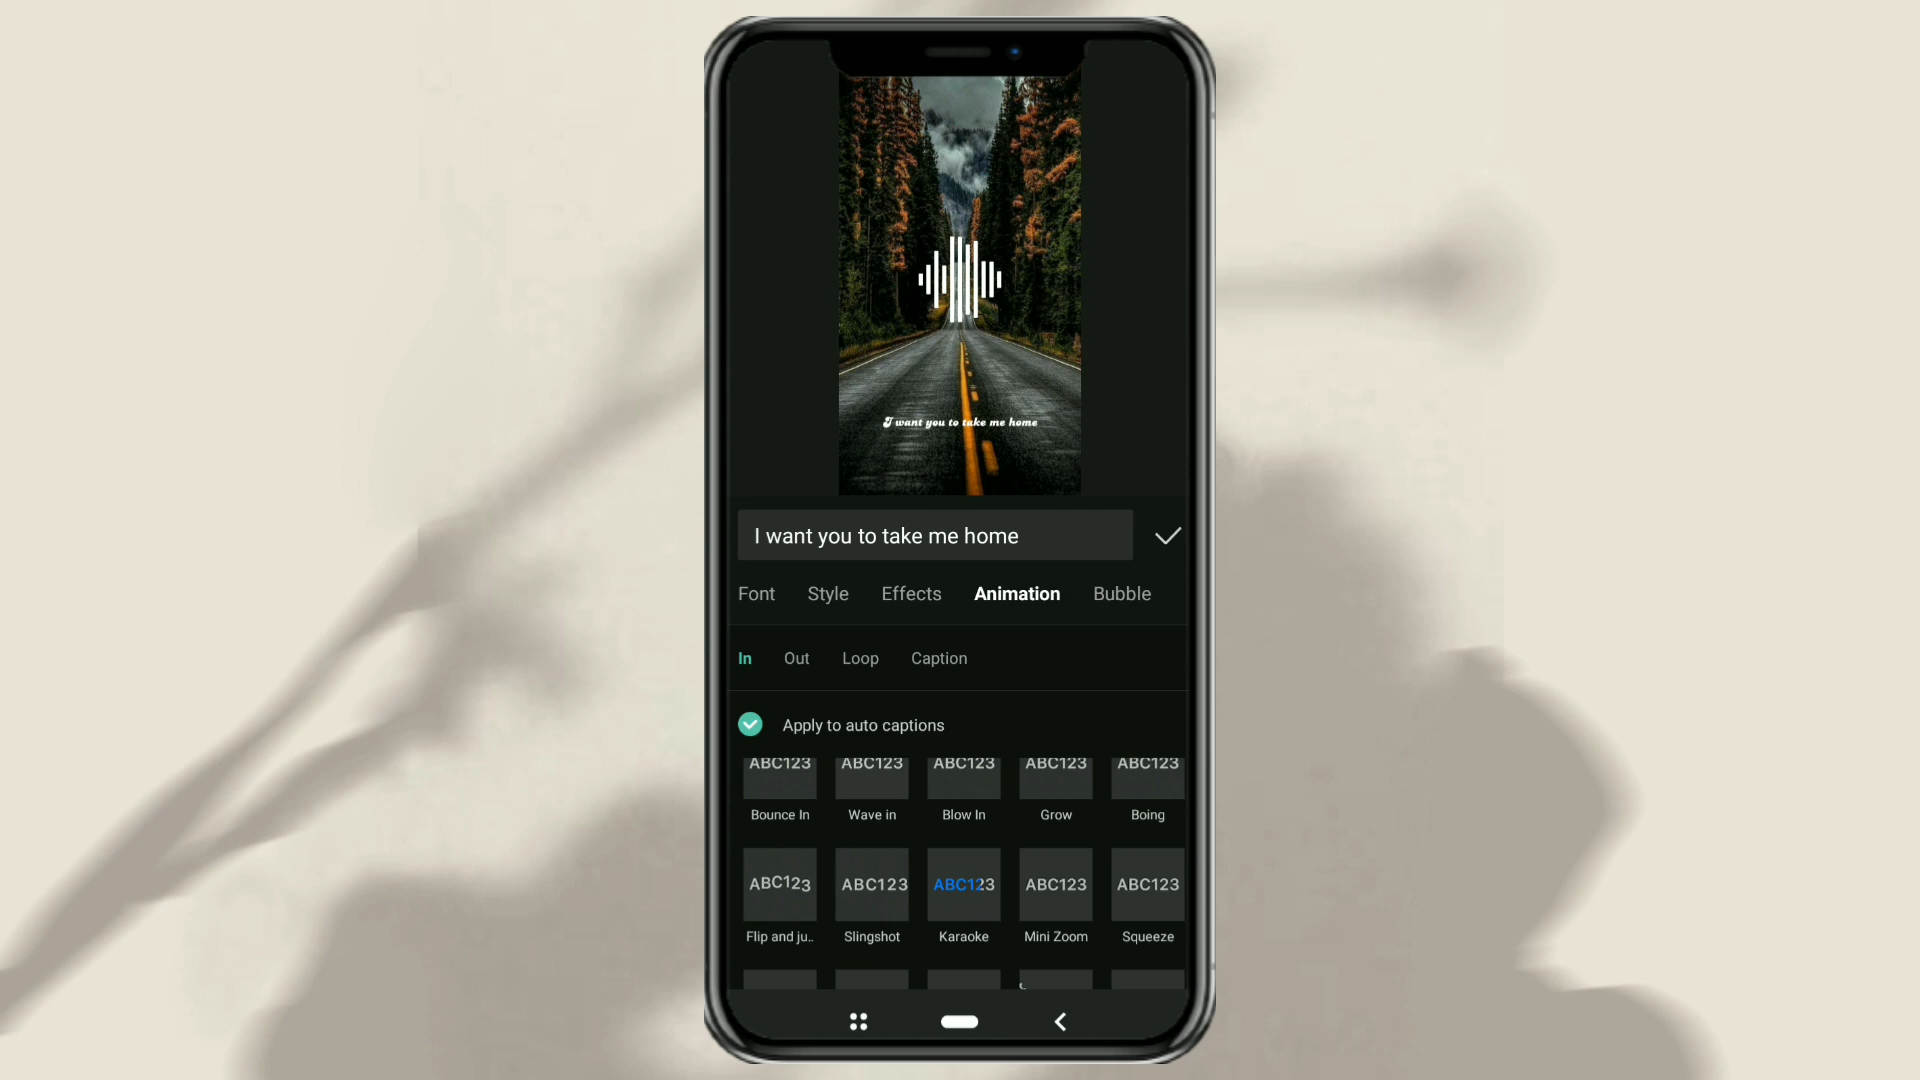 I want you to take me home
I want you to take me home
Font Style Effects Animation Bubble
In Out Loop Caption
Apply to auto captions
ABC123 ABC123 ABC123 ABC123 ABC123
Bounce In Wave in Blow In Grow Boing
ABC123 ABC123 ABC123 ABC123 ABC123
Flip and ju.. Slingshot Karaoke Mini Zoom Squeeze